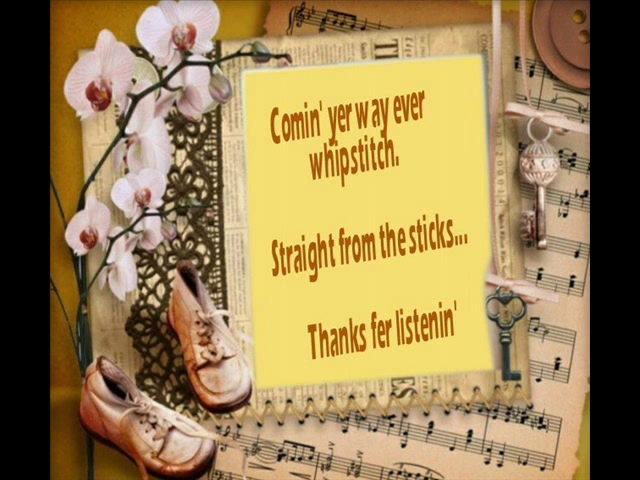 Comin' yer way ever
whipstitch.
Straight from the sticks...
Thanks fer listenin'